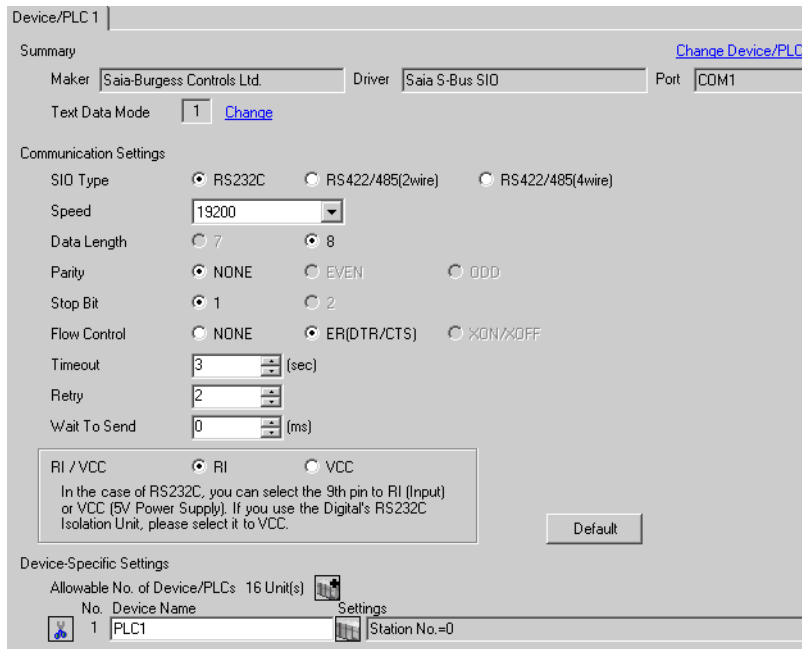 Device/PLC 1
Summary Change Device/PLC
Maker Saia-Burgess Controls Ltd. Driver Saia S-Bus SIO Port COM1
Text Data Mode 1 Change
Communication Settings
SIO Type RS232C RS422/485(2wire) RS422/485(4wire)
Speed 19200
Data Length 7 8
Parity NONE EVEN ODD
Stop Bit 1 2
Flow Control NONE ER(DTR/CTS) XON/XOFF
Timeout 3 (sec)
Retry 2
Wait To Send 0 (ms)
RI / VCC RI VCC
In the case of RS232C, you can select the 9th pin to RI (Input)
or VCC (5V Power Supply). If you use the Digital's RS232C
Isolation Unit, please select it to VCC.
Default
Device-Specific Settings
Allowable No. of Device/PLCs 16 Unit(s)
No. Device Name Settings
1 PLC1 Station No.=0